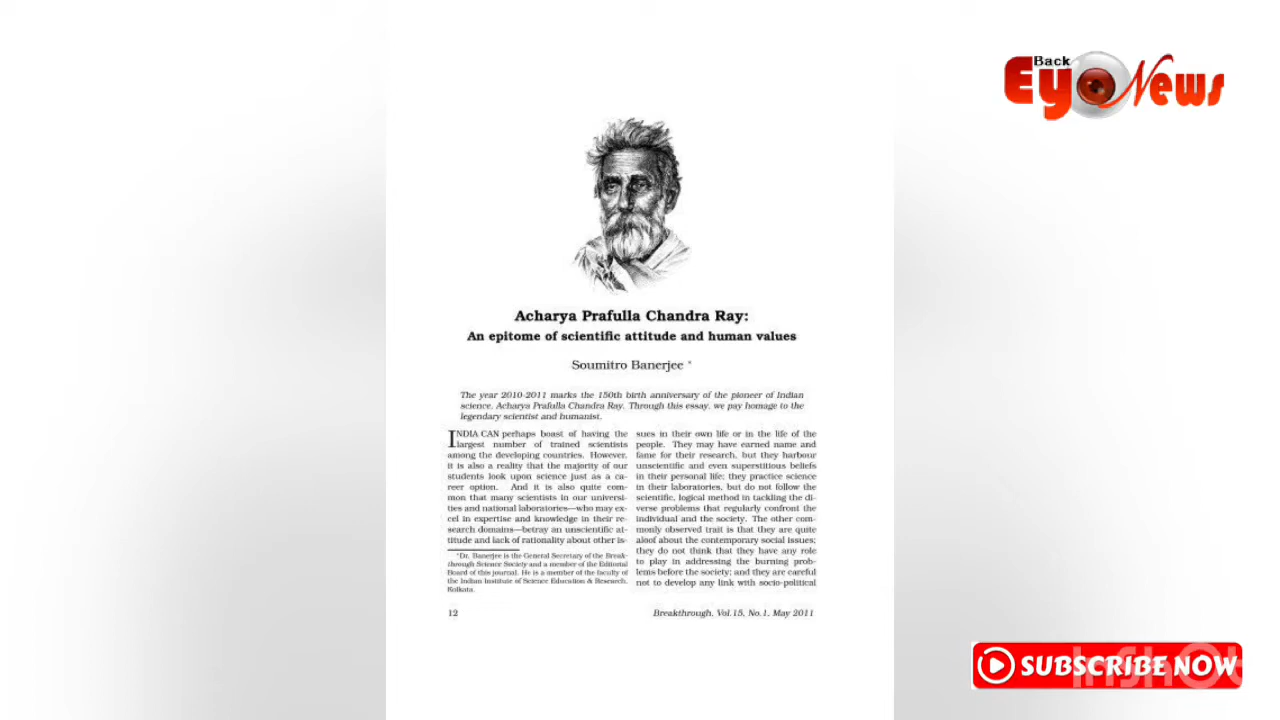 Back
Eye News
Acharya Prafulla Chandra Ray:
An epitome of scientific attitude and human values
Soumitro Banerjee *
The year 2010-2011 marks the 150th birth anniversary of the pioneer of Indian
science, Acharya Prafulla Chandra Ray. Through this essay, we pay homage to the
legendary scientist and humanist.
INDIA CAN perhaps boast of having the
largest number of trained scientists
among the developing countries. However,
it is also a reality that the majority of our
students look upon science just as a ca-
reer option. And it is also quite com-
mon that many scientists in our universi-
ties and national laboratories—who may ex-
cel in expertise and knowledge in their re-
search domains—betray an unscientific at-
titude and lack of rationality about other is-
*Dr. Banerjee is the General Secretary of the Break-
through Science Society and a member of the Editorial
Board of this journal. He is a member of the faculty of
the Indian Institute of Science Education & Research,
Kolkata.
sues in their own life or in the life of the
people. They may have earned name and
fame for their research, but they harbour
unscientific and even superstitious beliefs
in their personal life; they practice science
in their laboratories, but do not follow the
scientific, logical method in tackling the di-
verse problems that regularly confront the
individual and the society. The other com-
monly observed trait is that they are quite
aloof about the contemporary social issues;
they do not think that they have any role
to play in addressing the burning prob-
lems before the society; and they are careful
not to develop any link with socio-political
12
Breakthrough, Vol.15, No.1, May 2011
SUBSCRIBE NOW
InShOt